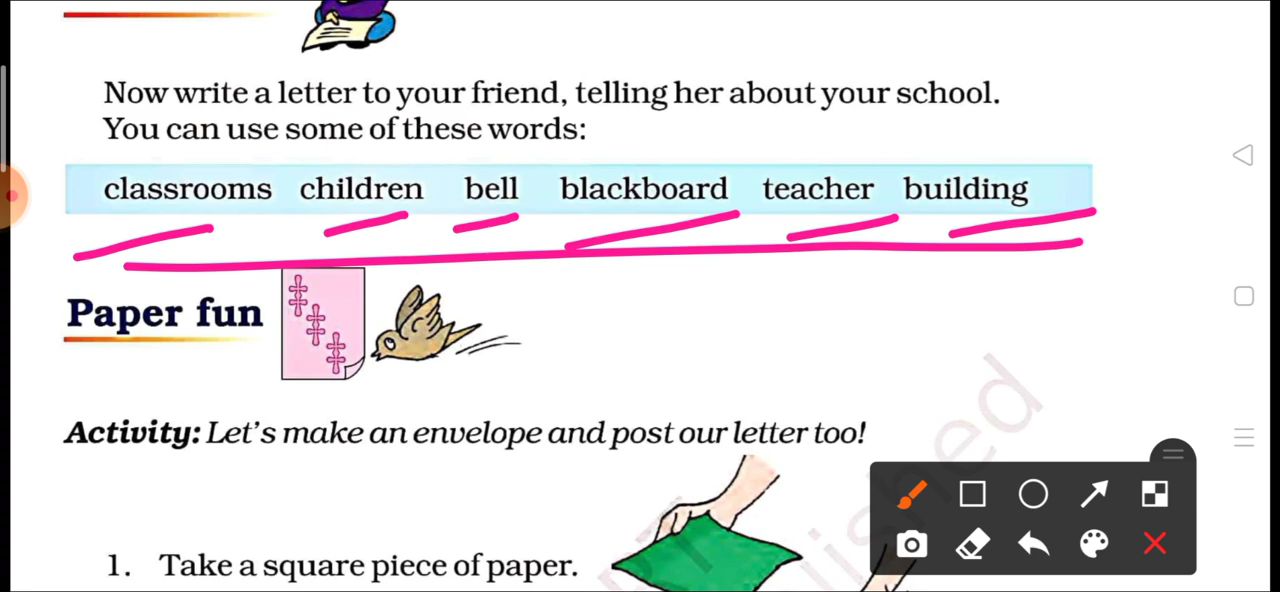 Now write a letter to your friend, telling her about your school.
You can use some of these words:
classrooms children bell blackboard teacher building
Paper fun
Activity: Let's make an envelope and post our letter too!
1. Take a square piece of paper.